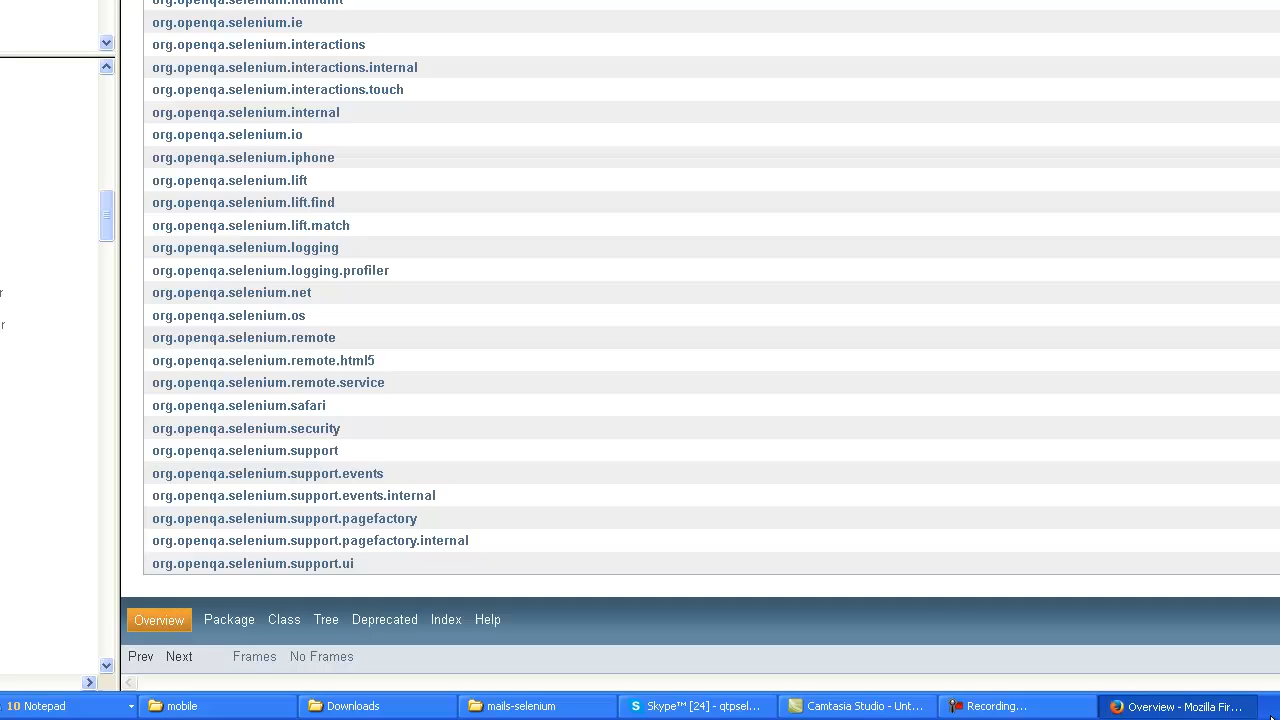 org.openqa.selenium.htmlunit
org.openqa.selenium.ie
org.openqa.selenium.interactions
org.openqa.selenium.interactions.internal
org.openqa.selenium.interactions.touch
org.openqa.selenium.internal
org.openqa.selenium.io
org.openqa.selenium.iphone
org.openqa.selenium.lift
org.openqa.selenium.lift.find
org.openqa.selenium.lift.match
org.openqa.selenium.logging
org.openqa.selenium.logging.profiler
org.openqa.selenium.net
org.openqa.selenium.os
org.openqa.selenium.remote
org.openqa.selenium.remote.html5
org.openqa.selenium.remote.service
org.openqa.selenium.safari
org.openqa.selenium.security
org.openqa.selenium.support
org.openqa.selenium.support.events
org.openqa.selenium.support.events.internal
org.openqa.selenium.support.pagefactory
org.openqa.selenium.support.pagefactory.internal
org.openqa.selenium.support.ui
r
r
Overview Package Class Tree Deprecated Index Help
Prev Next Frames No Frames
10 Notepad mobile Downloads mails-selenium Skype™ [24] - qtpsel... Camtasia Studio - Unt... Recording... Overview - Mozilla Fir...